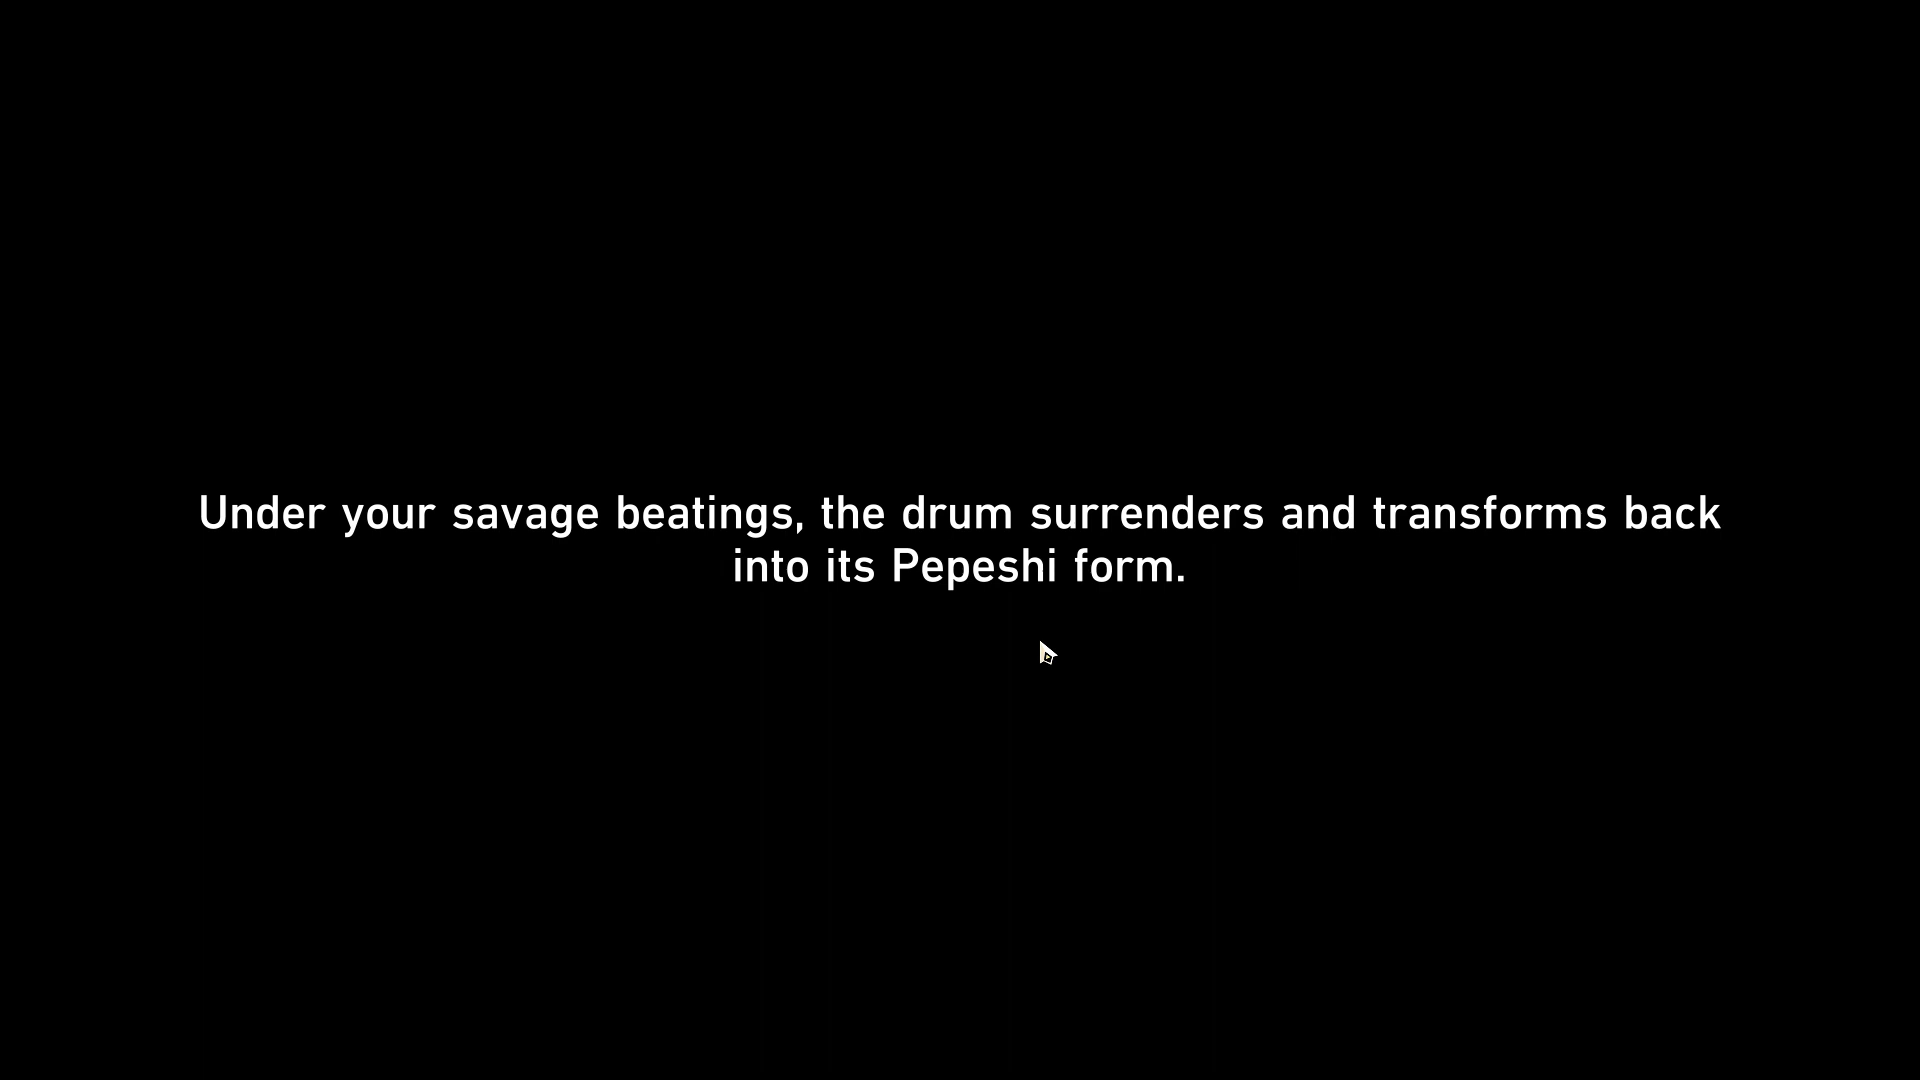 Under your savage beatings, the drum surrenders and transforms back
into its Pepeshi form.